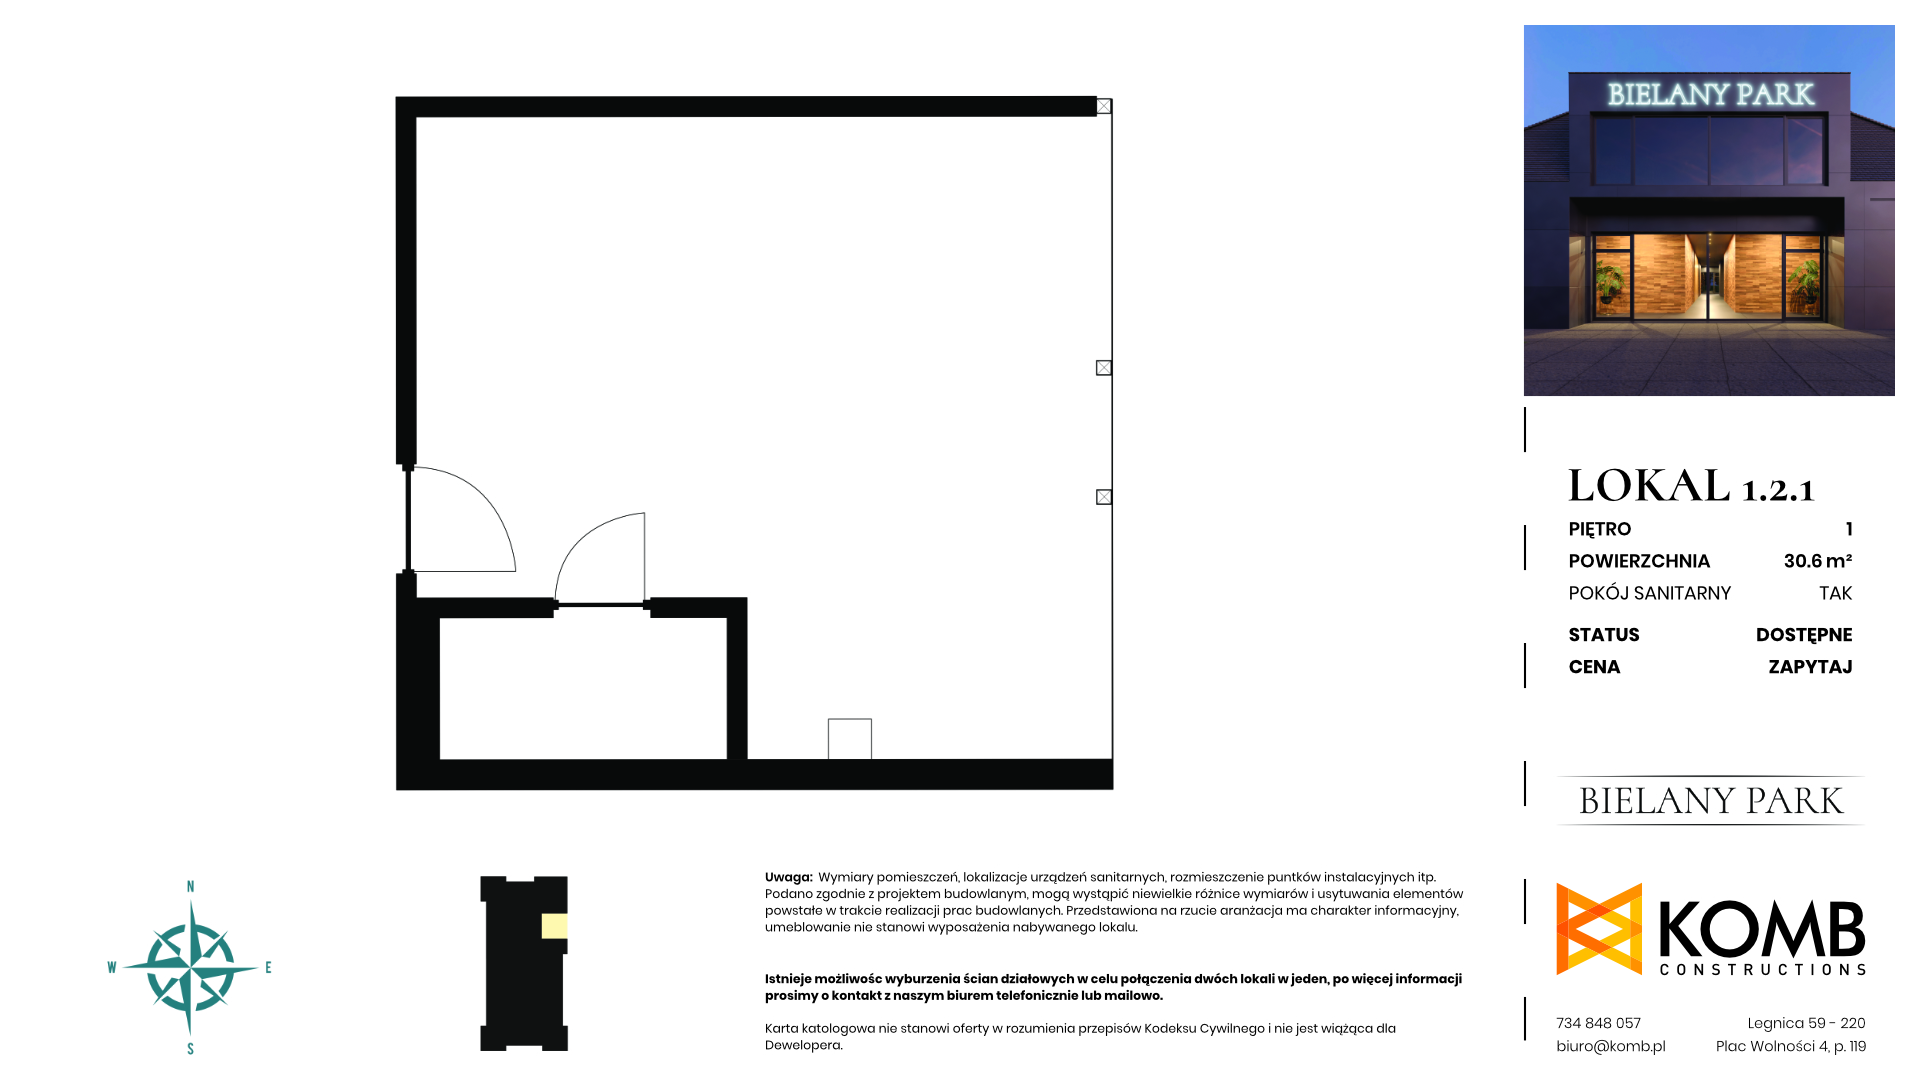 BIELANY PARK
LOKAL 1.2.1
PIĘTRO 1
POWIERZCHNIA 30.6 m²
POKÓJ SANITARNY TAK
STATUS DOSTĘPNE
CENA ZAPYTAJ
BIELANY PARK
KOMB
CONSTRUCTIONS
734 848 057 Legnica 59 - 220
biuro@komb.pl Plac Wolności 4, p. 119
N
W E
S
Uwaga: Wymiary pomieszczeń, lokalizacje urządzeń sanitarnych, rozmieszczenie puntków instalacyjnych itp.
Podano zgodnie z projektem budowlanym, mogą wystąpić niewielkie różnice wymiarów i usytuwania elementów
powstałe w trakcie realizacji prac budowlanych. Przedstawiona na rzucie aranżacja ma charakter informacyjny,
umeblowanie nie stanowi wyposażenia nabywanego lokalu.
Istnieje możliwośc wyburzenia ścian działowych w celu połączenia dwóch lokali w jeden, po więcej informacji
prosimy o kontakt z naszym biurem telefonicznie lub mailowo.
Karta katologowa nie stanowi oferty w rozumienia przepisów Kodeksu Cywilnego i nie jest wiążąca dla
Dewelopera.